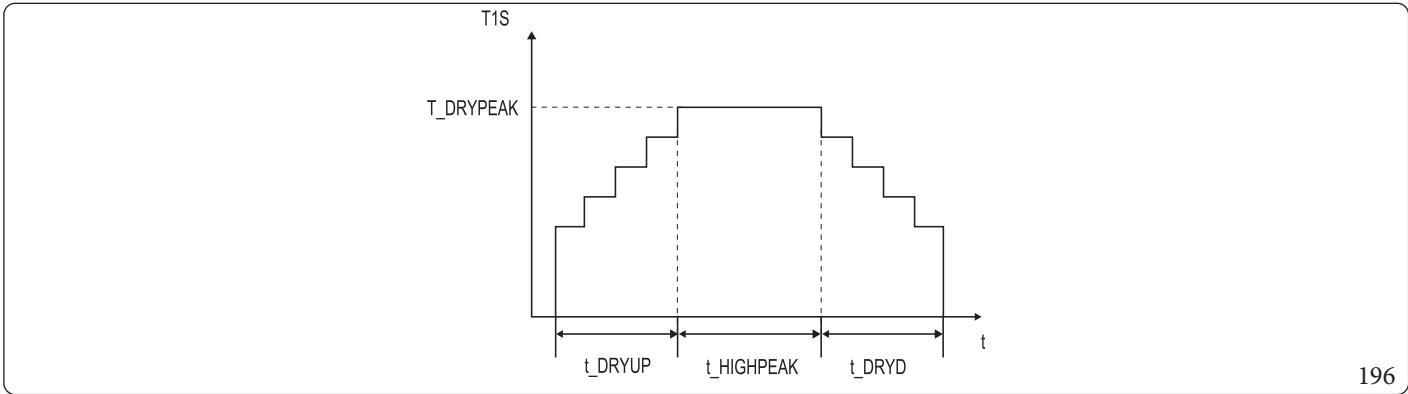 T1S
T_DRYPEAK
t
t_DRYUP
t_HIGHPEAK
t_DRYD
196